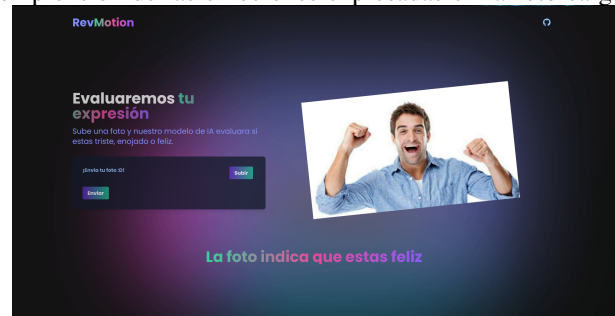 RevMotion
Evaluaremos tu
expresión
Sube una foto y nuestro modelo de IA evaluara si
estas triste, enojado o feliz.
¡Envia tu foto :D!
Subir
Enviar
La foto indica que estas feliz